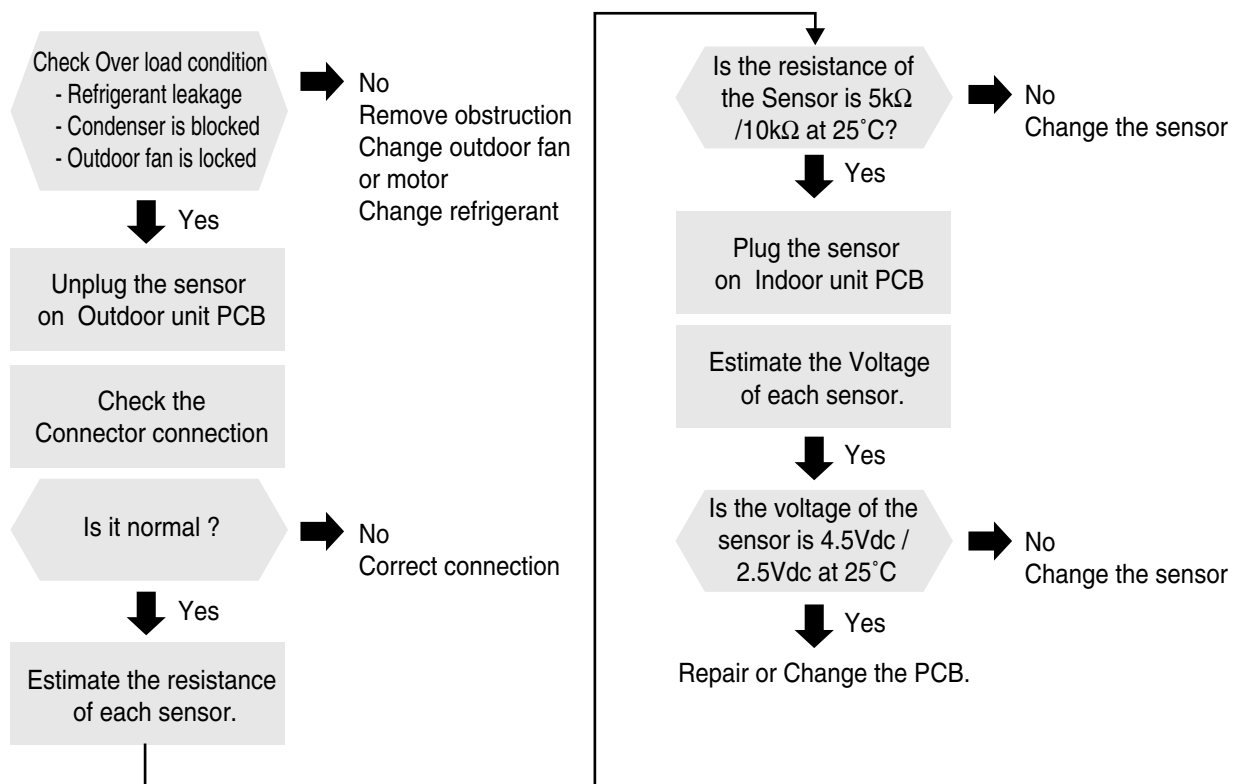 Check Over load condition
- Refrigerant leakage
- Condenser is blocked
- Outdoor fan is locked
No
Remove obstruction
Change outdoor fan
or motor
Change refrigerant
Yes
Unplug the sensor
on Outdoor unit PCB
Check the
Connector connection
Is it normal ?
No
Correct connection
Yes
Estimate the resistance
of each sensor.
Is the resistance of
the Sensor is 5kΩ
/10kΩ at 25˚C?
No
Change the sensor
Yes
Plug the sensor
on Indoor unit PCB
Estimate the Voltage
of each sensor.
Yes
Is the voltage of the
sensor is 4.5Vdc /
2.5Vdc at 25˚C
No
Change the sensor
Yes
Repair or Change the PCB.